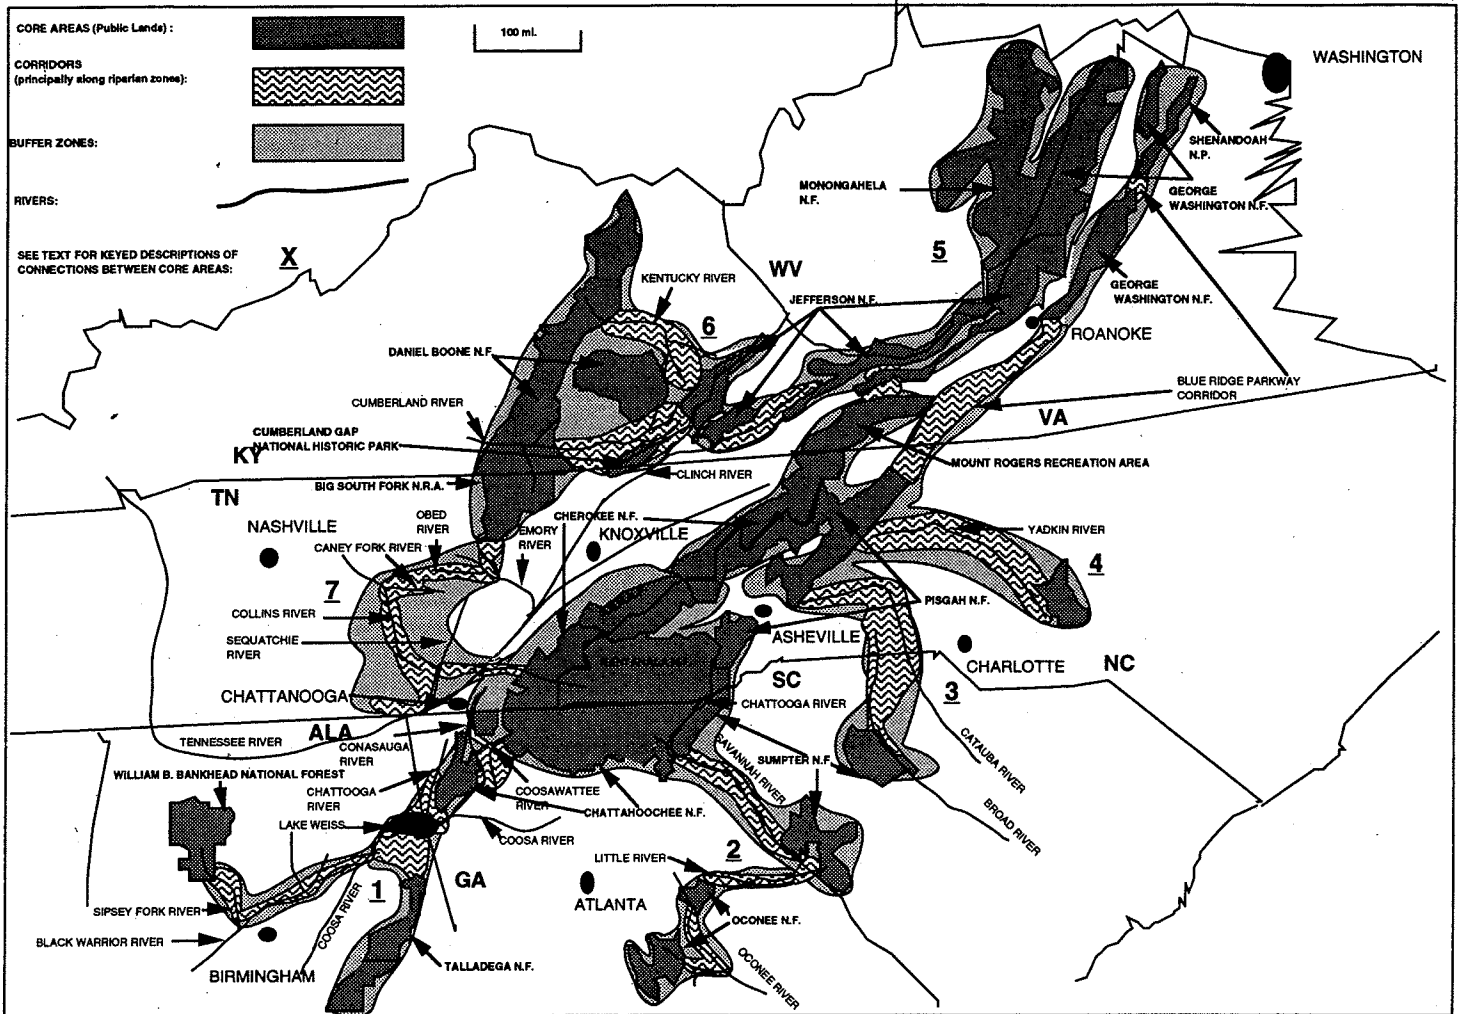 CORE AREAS (Public Lands) :
100 mi.
CORRIDORS
(principally along riparian zones):
BUFFER ZONES:
RIVERS:
SEE TEXT FOR KEYED DESCRIPTIONS OF
CONNECTIONS BETWEEN CORE AREAS:
X
WASHINGTON
SHENANDOAH
N.P.
MONONGAHELA
N.F.
GEORGE
WASHINGTON N.F.
5
WV
KENTUCKY RIVER
GEORGE
WASHINGTON N.F.
JEFFERSON N.F.
6
ROANOKE
DANIEL BOONE N.F.
BLUE RIDGE PARKWAY
CORRIDOR
CUMBERLAND RIVER
VA
CUMBERLAND GAP
NATIONAL HISTORIC PARK
KY
MOUNT ROGERS RECREATION AREA
CLINCH RIVER
BIG SOUTH FORK N.R.A.
TN
OBED
RIVER
CHEROKEE N.F.
NASHVILLE
EMORY
RIVER
KNOXVILLE
YADKIN RIVER
CANEY FORK RIVER
4
7
PISGAH N.F.
COLLINS RIVER
ASHEVILLE
SEQUATCHIE
RIVER
CHARLOTTE
NC
SC
CHATTANOOGA
3
CHATTOOGA RIVER
ALA
TENNESSEE RIVER
CONASAUGA
RIVER
SAVANNAH RIVER
CATAUBA RIVER
SUMPTER N.F.
WILLIAM B. BANKHEAD NATIONAL FOREST
CHATTOOGA
RIVER
COOSAWATTEE
RIVER
CHATTAHOOCHEE N.F.
BROAD RIVER
LAKE WEISS
COOSA RIVER
2
LITTLE RIVER
GA
1
ATLANTA
SIPSEY FORK RIVER
COOSA RIVER
OCONEE N.F.
BLACK WARRIOR RIVER
BIRMINGHAM
TALLADEGA N.F.
OCONEE RIVER